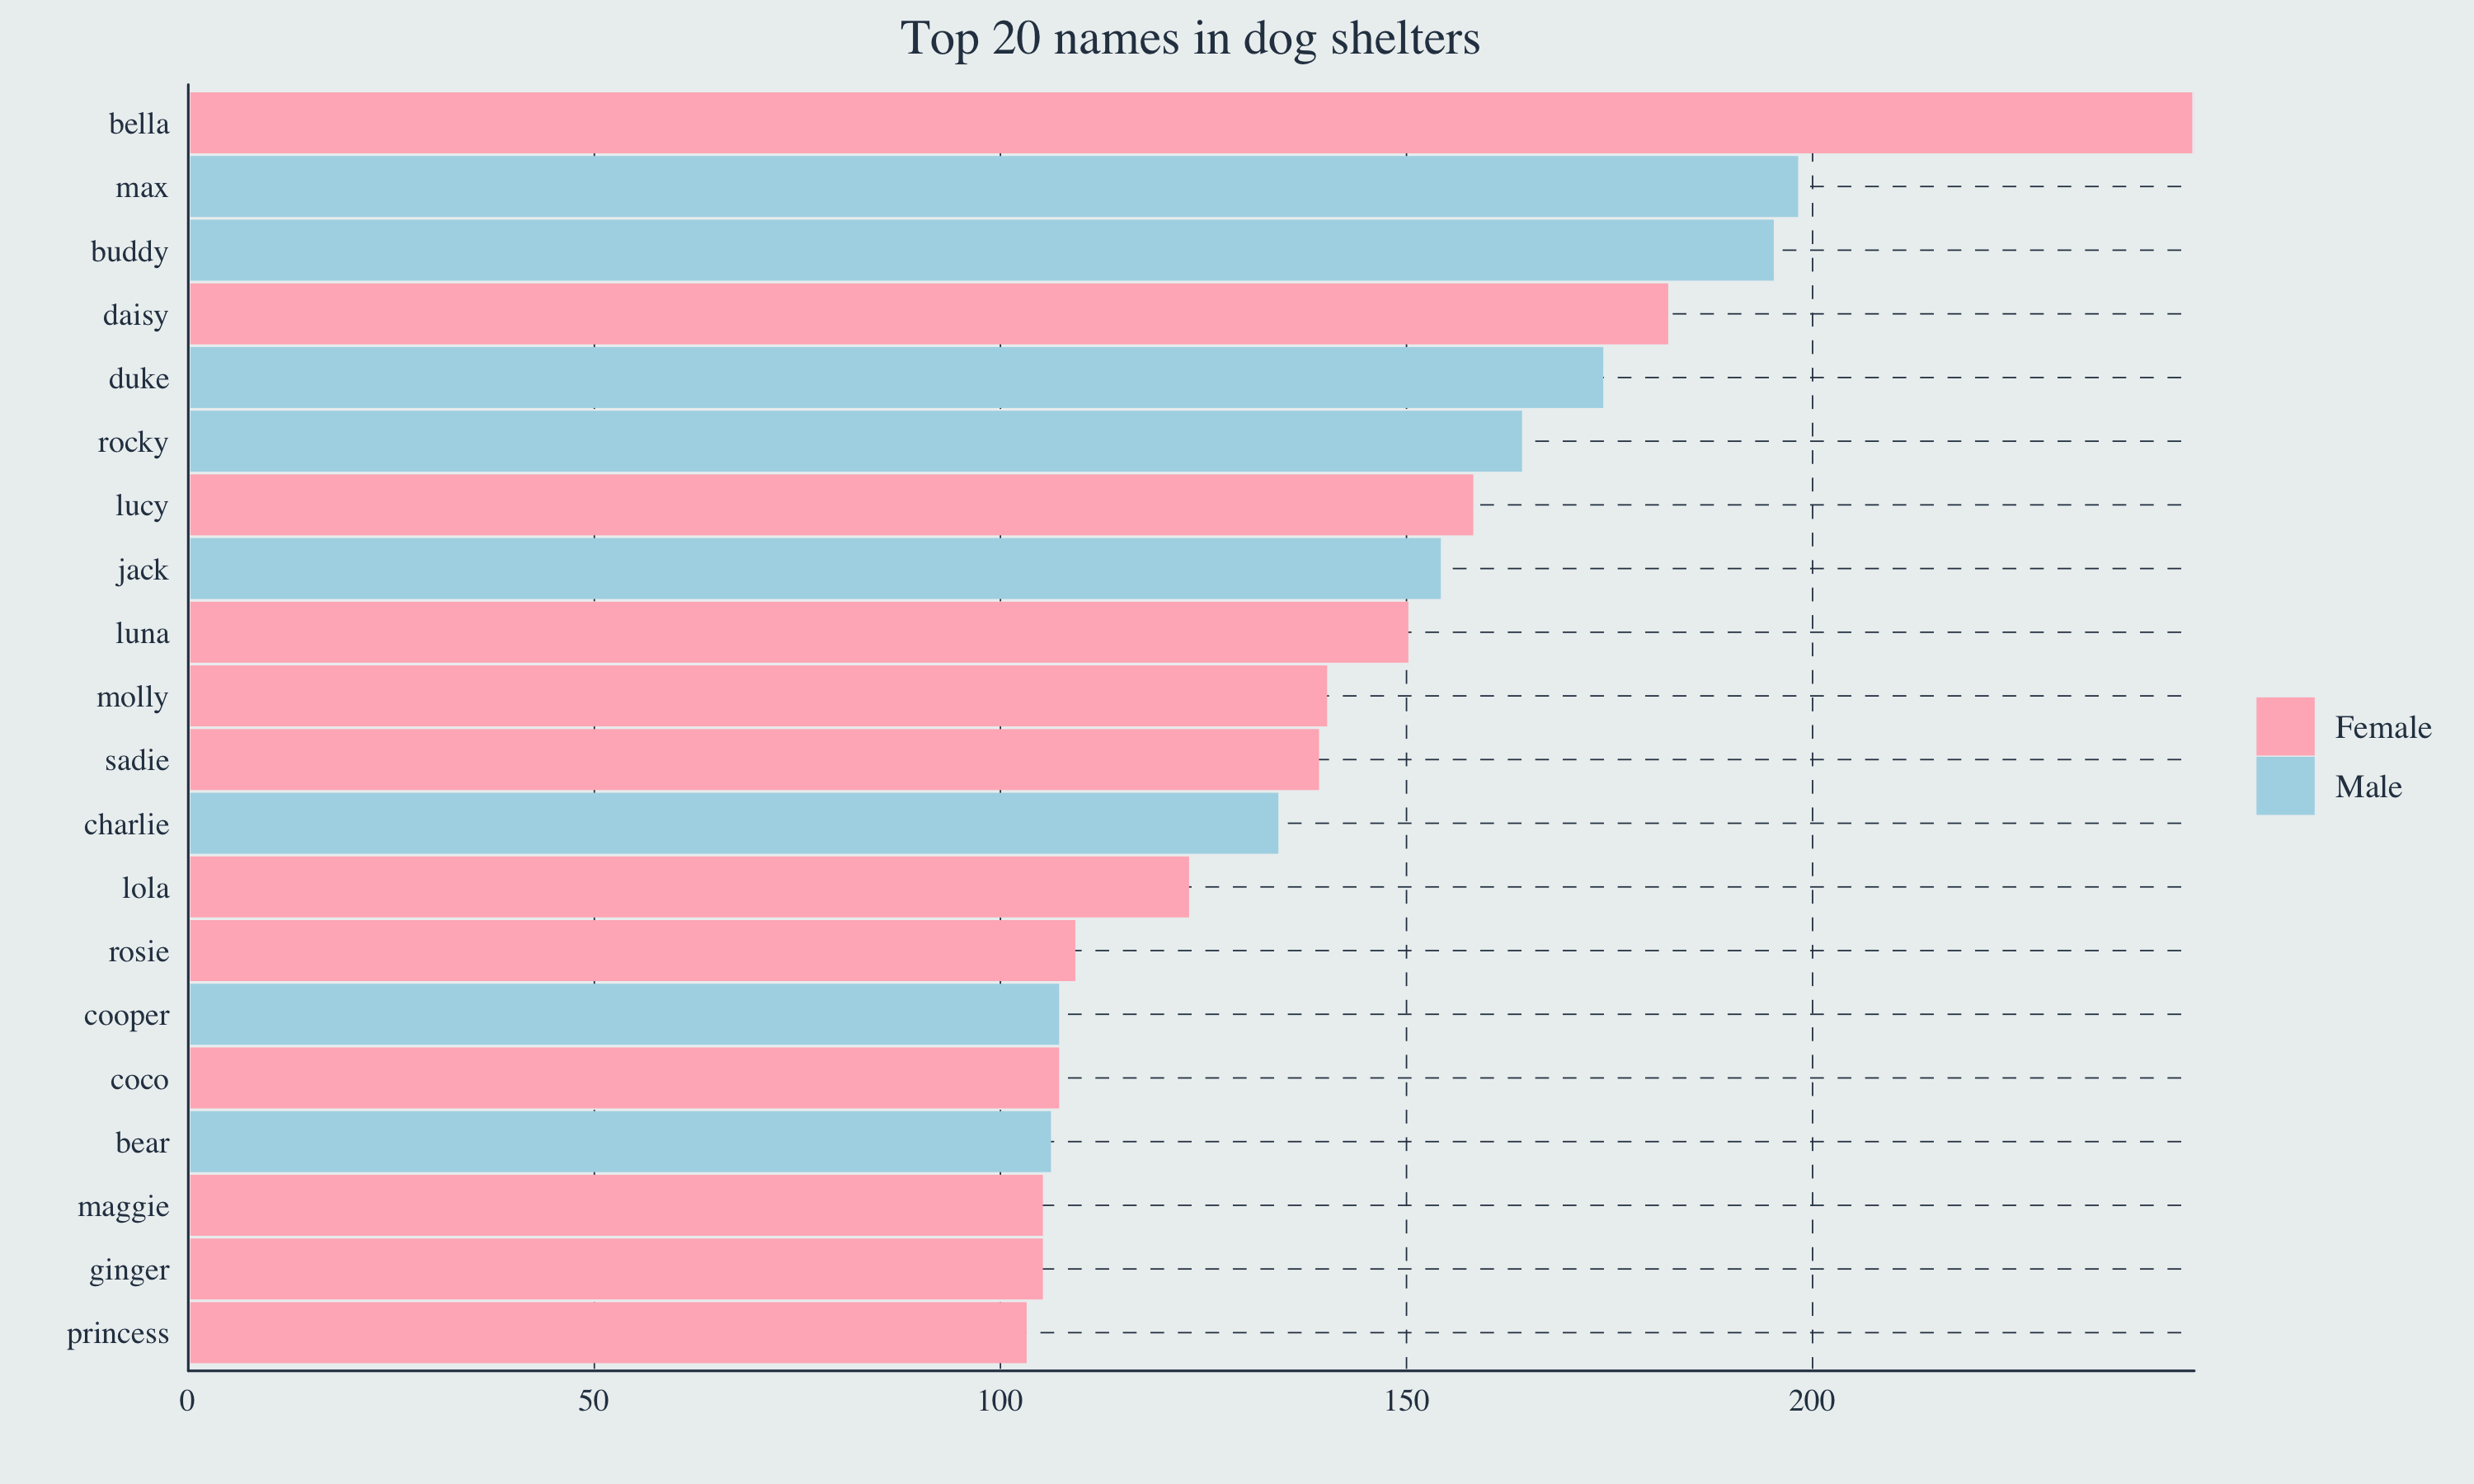 Top 20 names in dog shelters
bella
max
buddy
daisy
duke
rocky
lucy
jack
luna
molly
sadie
charlie
lola
rosie
cooper
coco
bear
maggie
ginger
princess
0 50 100 150 200
Female
Male